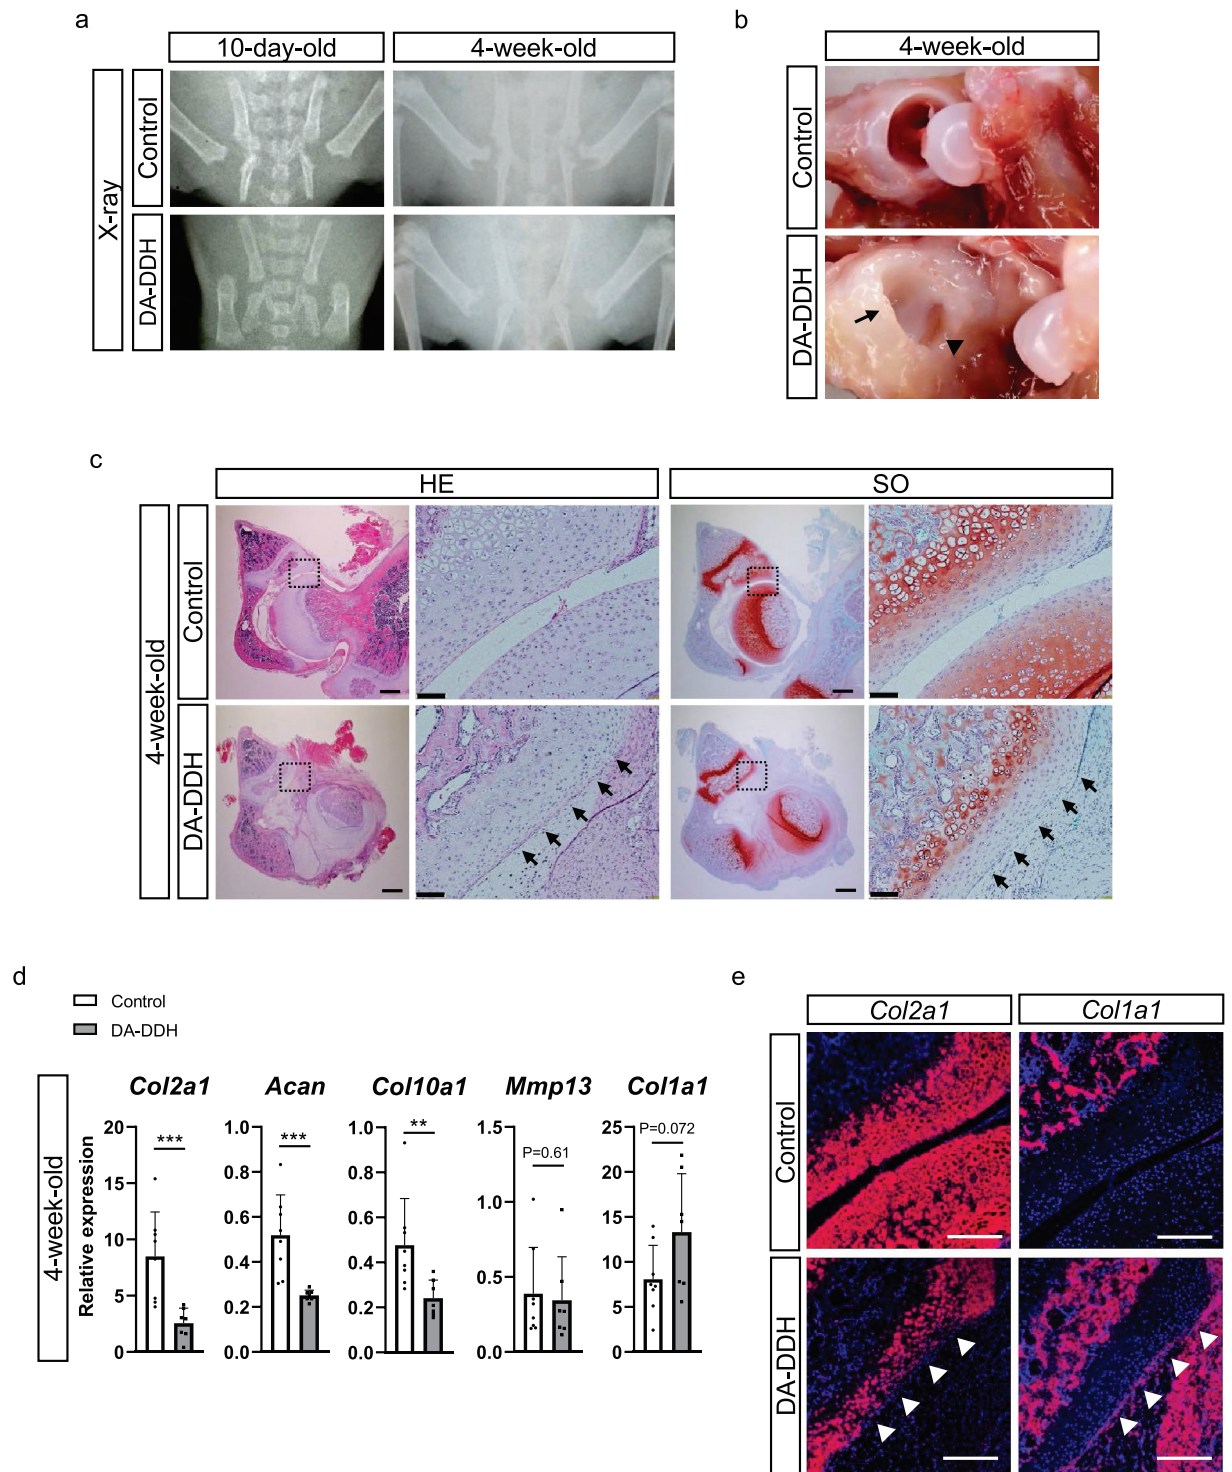 a
10-day-old
4-week-old
X-ray
Control
DA-DDH
b
4-week-old
Control
DA-DDH
c
HE
SO
4-week-old
Control
DA-DDH
d
Control
DA-DDH
4-week-old
Relative expression
Col2a1
20
15
10
5
0
***
Acan
1.0
0.8
0.6
0.4
0.2
0.0
***
Col10a1
1.0
0.8
0.6
0.4
0.2
0.0
**
Mmp13
1.5
1.0
0.5
0.0
P=0.61
Col1a1
25
20
15
10
5
0
P=0.072
e
Col2a1
Col1a1
Control
DA-DDH